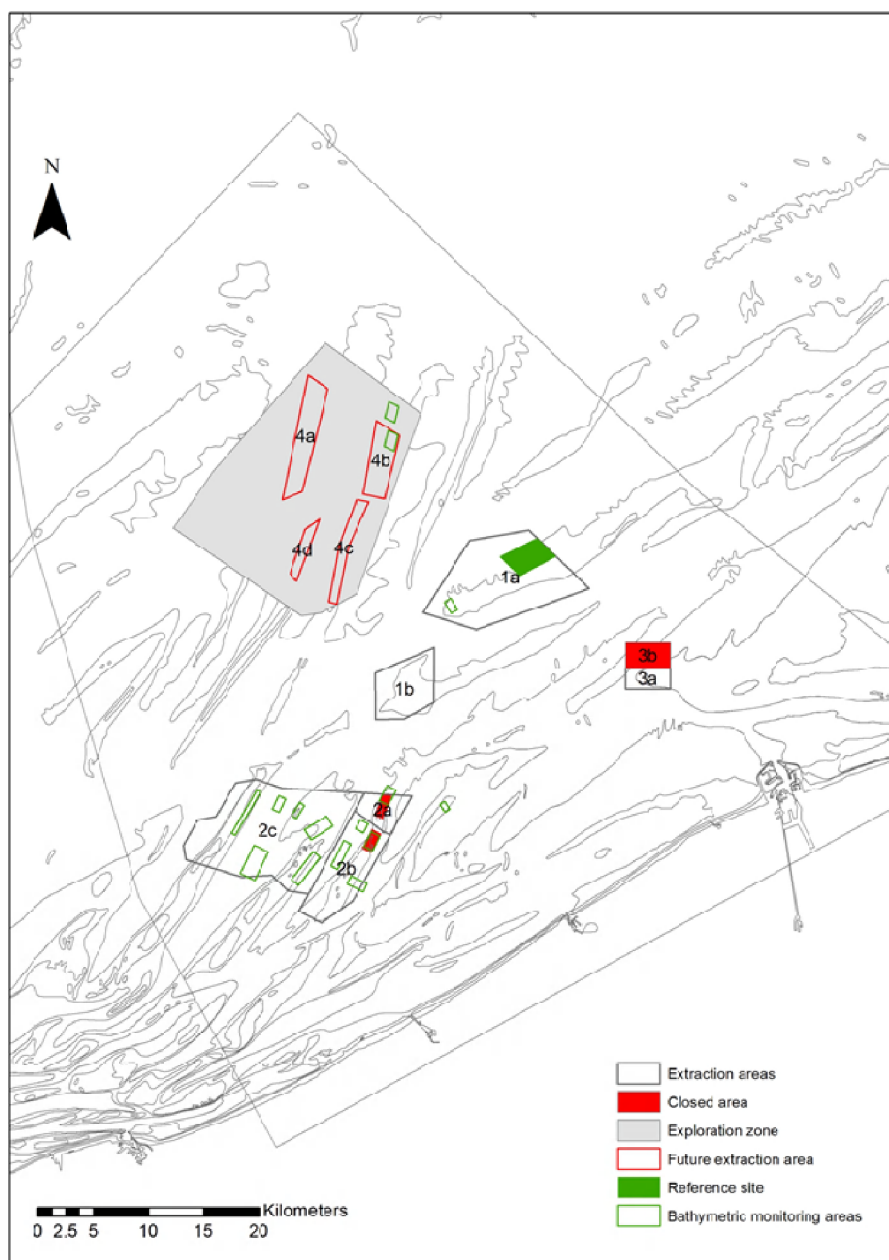 N
4a
4b
4d
4c
1a
3b
3a
1b
2a
2c
2b
Extraction areas
Closed area
Exploration zone
Future extraction area
Reference site
Bathymetric monitoring areas
Kilometers
0 2.5 5 10 15 20